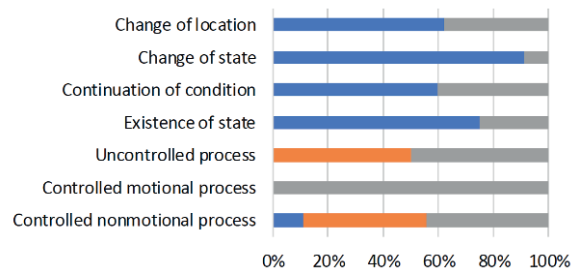 Change of location
Change of state
Continuation of condition
Existence of state
Uncontrolled process
Controlled motional process
Controlled nonmotional process
0% 20% 40% 60% 80% 100%